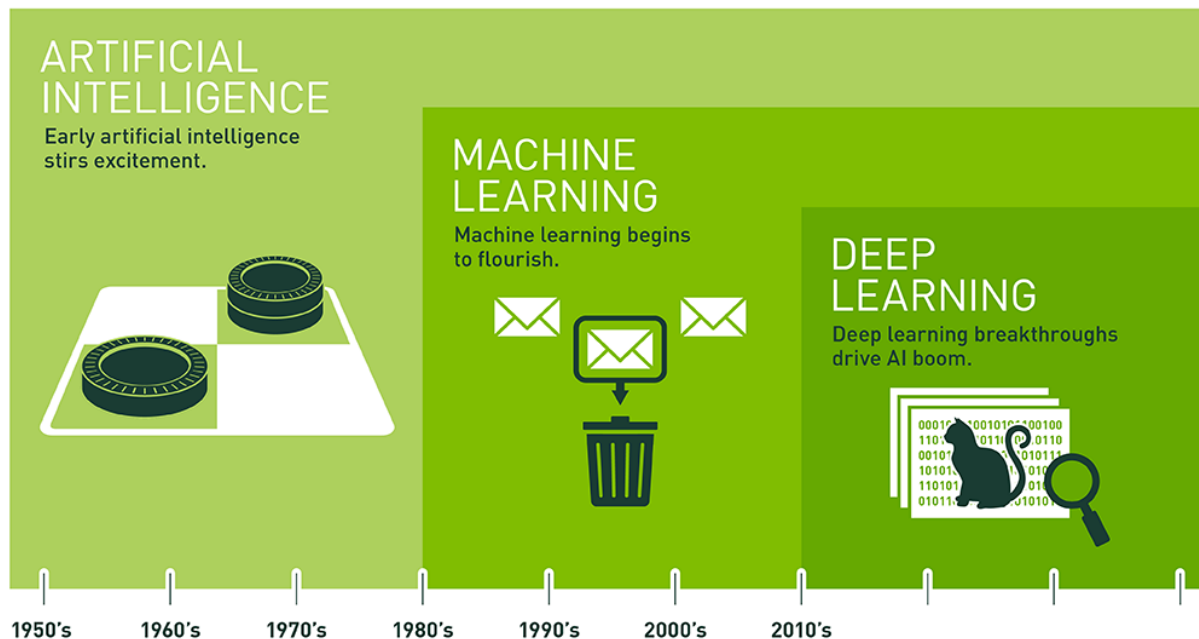 ARTIFICIAL
INTELLIGENCE
Early artificial intelligence
stirs excitement.
MACHINE
LEARNING
Machine learning begins
to flourish.
DEEP
LEARNING
Deep learning breakthroughs
drive AI boom.
1950's
1960's
1970's
1980's
1990's
2000's
2010's